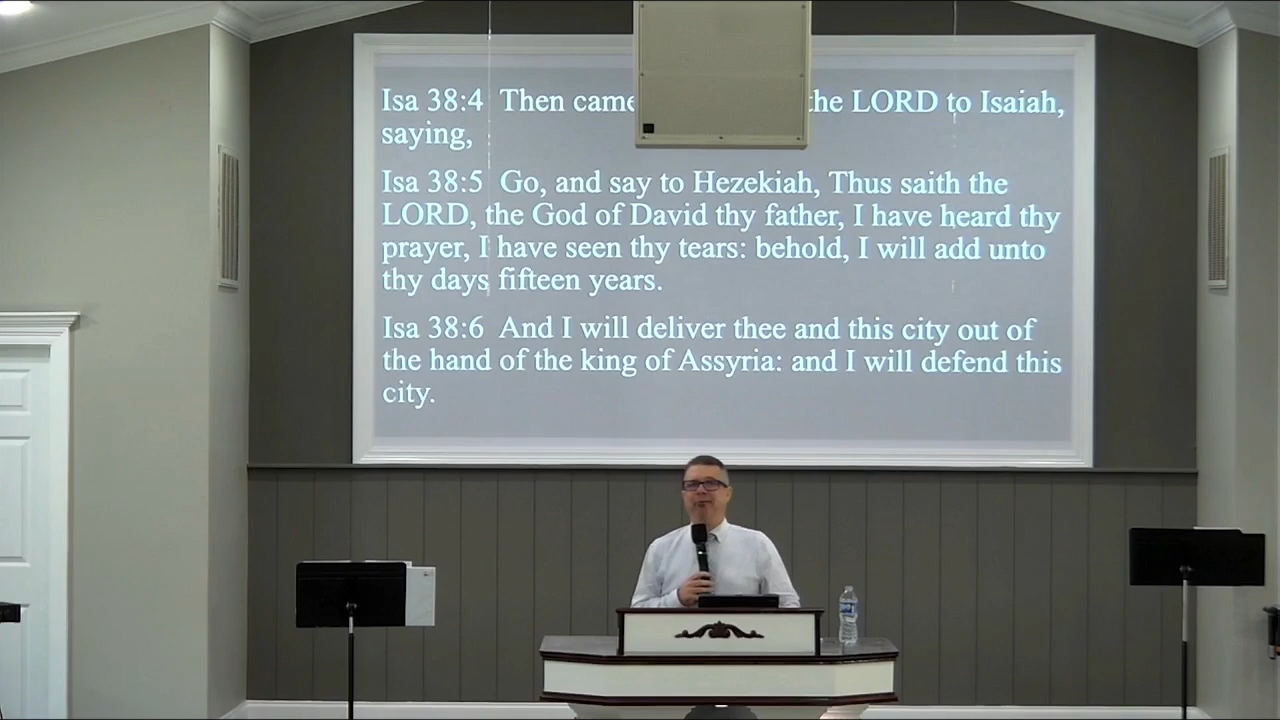 Isa 38:4 Then came the LORD to Isaiah,
saying,
Isa 38:5 Go, and say to Hezekiah, Thus saith the
LORD, the God of David thy father, I have heard thy
prayer, I have seen thy tears: behold, I will add unto
thy days fifteen years.
Isa 38:6 And I will deliver thee and this city out of
the hand of the king of Assyria: and I will defend this
city.